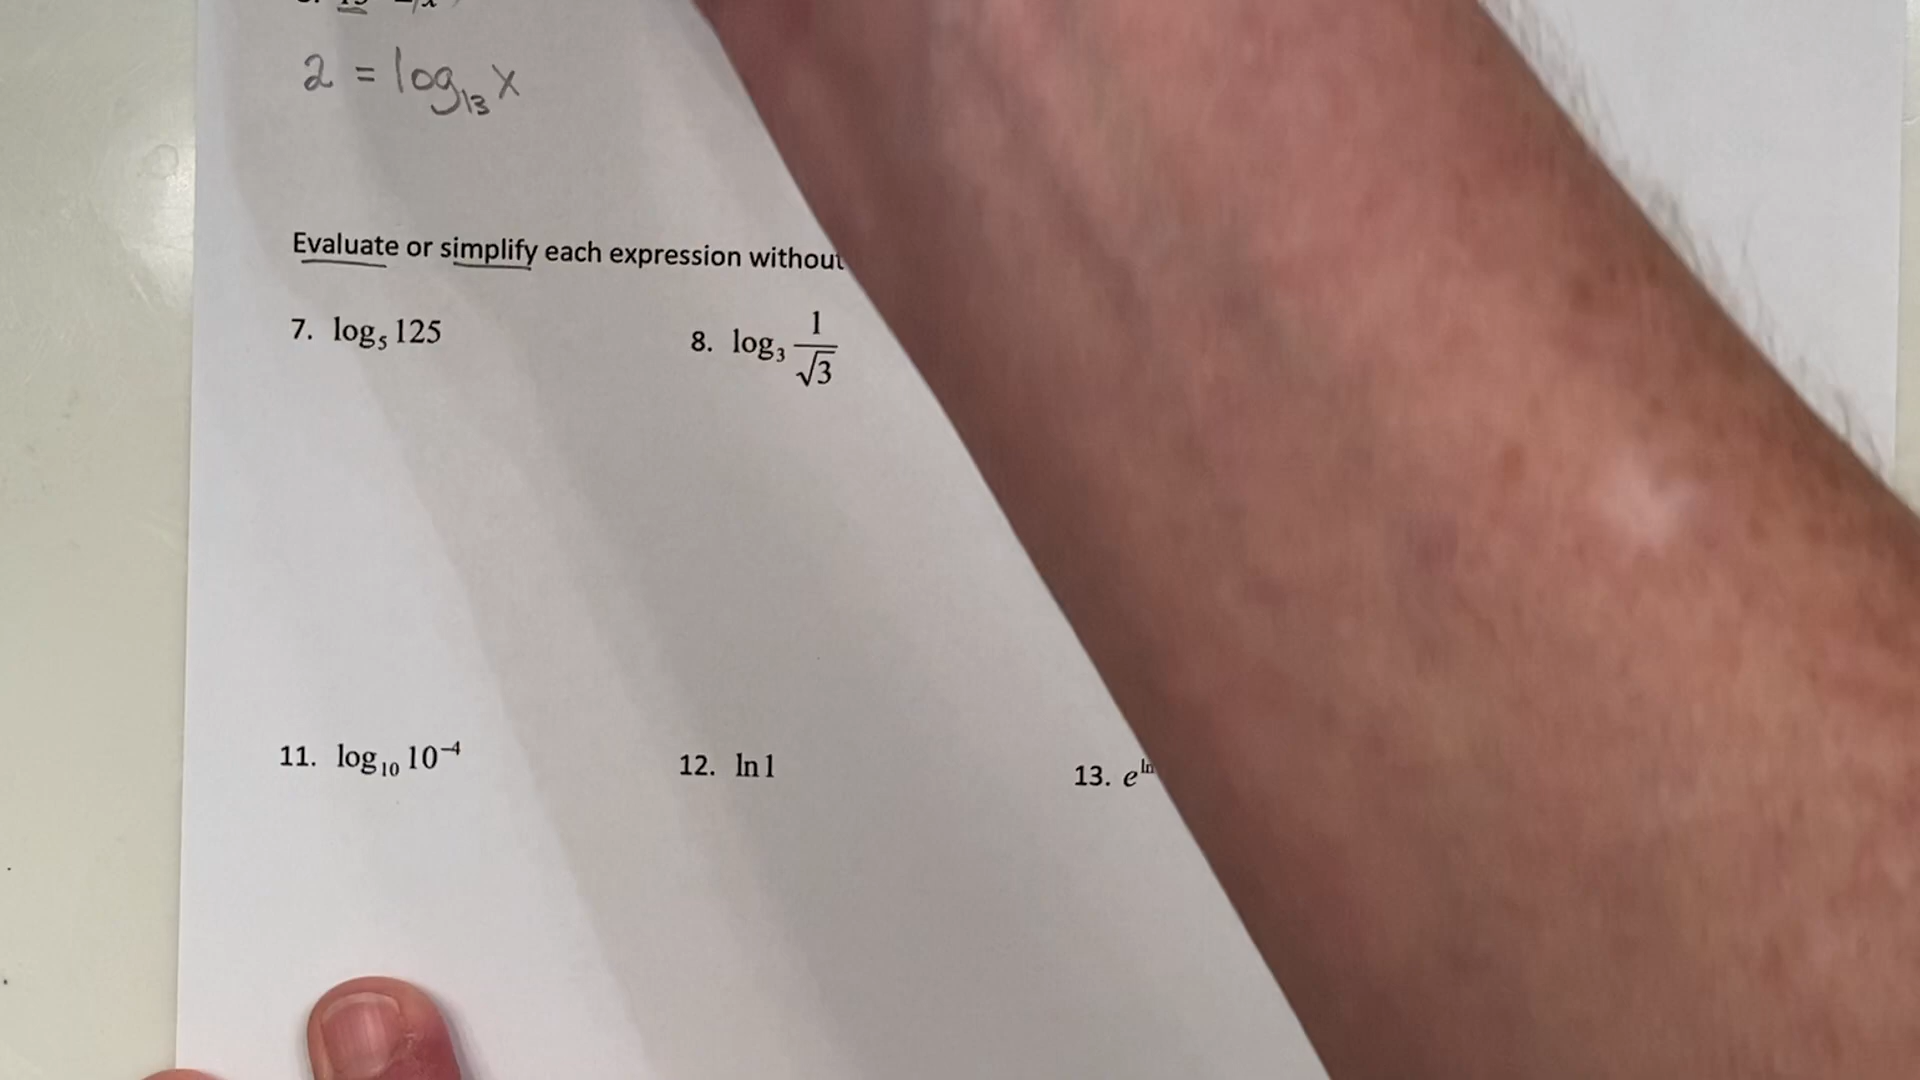 2 = log₁₃ x
Evaluate or simplify each expression without
7. log₅ 125
8. log₃ 1/√3
11. log₁₀ 10⁻⁴
12. ln 1
13. e^ln